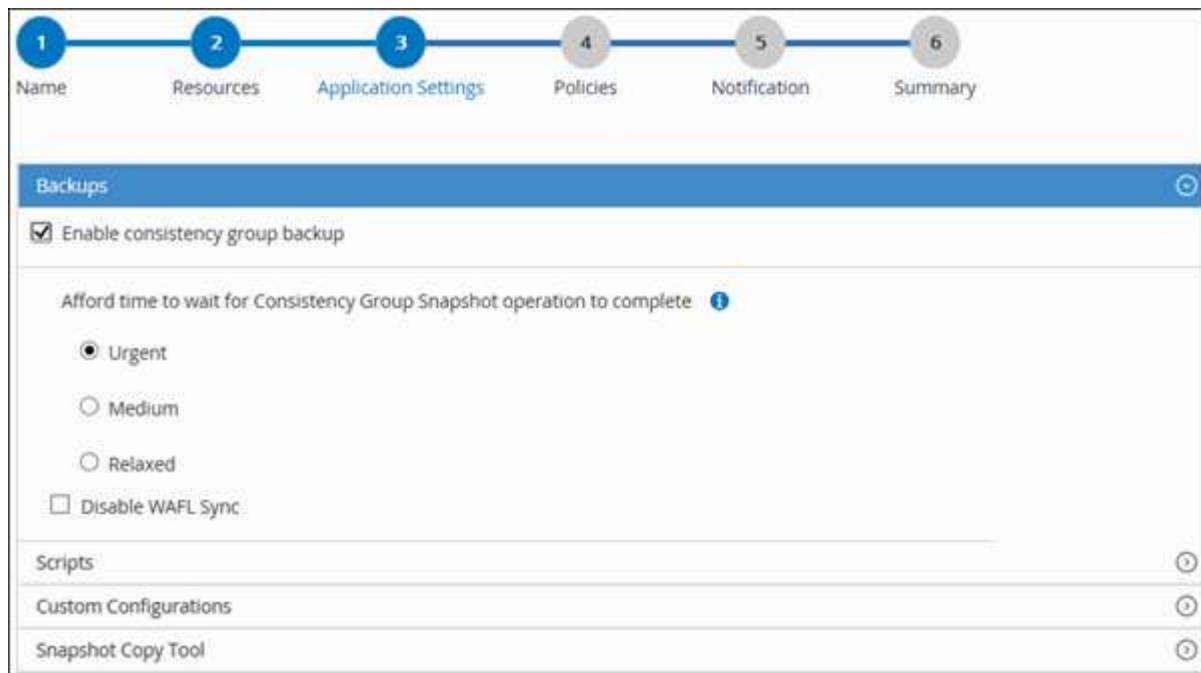 1 2 3 4 5 6
Name Resources Application Settings Policies Notification Summary
Backups
Enable consistency group backup
Afford time to wait for Consistency Group Snapshot operation to complete
Urgent
Medium
Relaxed
Disable WAFL Sync
Scripts
Custom Configurations
Snapshot Copy Tool